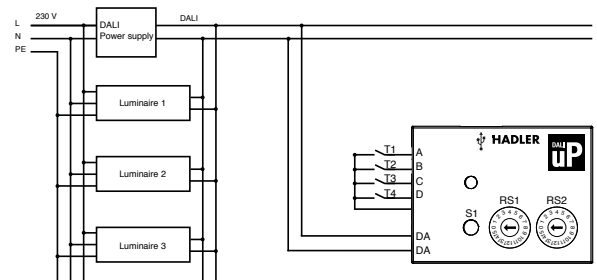 L 230 V DALI DALI
N Power supply
PE
Luminaire 1
Luminaire 2
Luminaire 3
T1 A
T2 B
T3 C
T4 D
HADLER
DALI
uP
S1 RS1 RS2
DA
DA